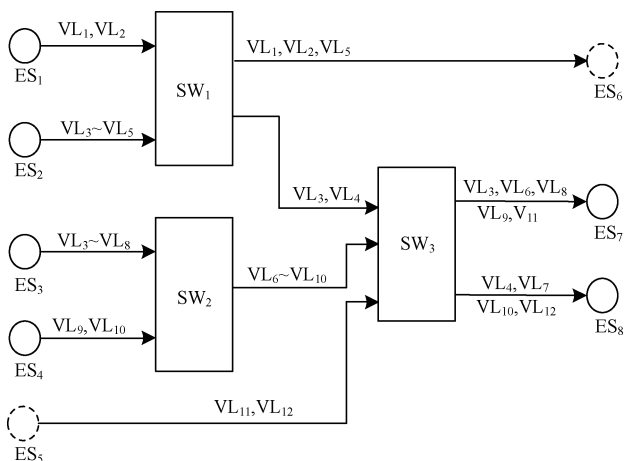 VL₁,VL₂
ES₁
SW₁
VL₁,VL₂,VL₅
ES₆
VL₃~VL₅
ES₂
VL₃,VL₄
VL₃~VL₈
ES₃
SW₂
VL₆~VL₁₀
VL₉,VL₁₀
ES₄
SW₃
VL₃,VL₆,VL₈
VL₉,V₁₁
ES₇
VL₄,VL₇
VL₁₀,VL₁₂
ES₈
VL₁₁,VL₁₂
ES₅